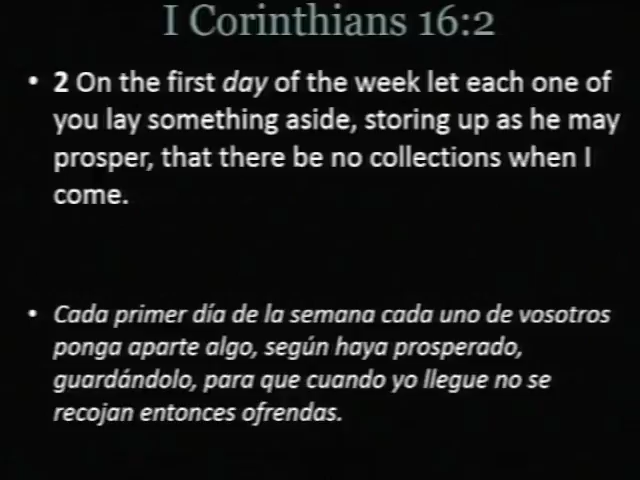 I Corinthians 16:2
• 2 On the first day of the week let each one of
you lay something aside, storing up as he may
prosper, that there be no collections when I
come.
• Cada primer día de la semana cada uno de vosotros
ponga aparte algo, según haya prosperado,
guardándolo, para que cuando yo llegue no se
recojan entonces ofrendas.